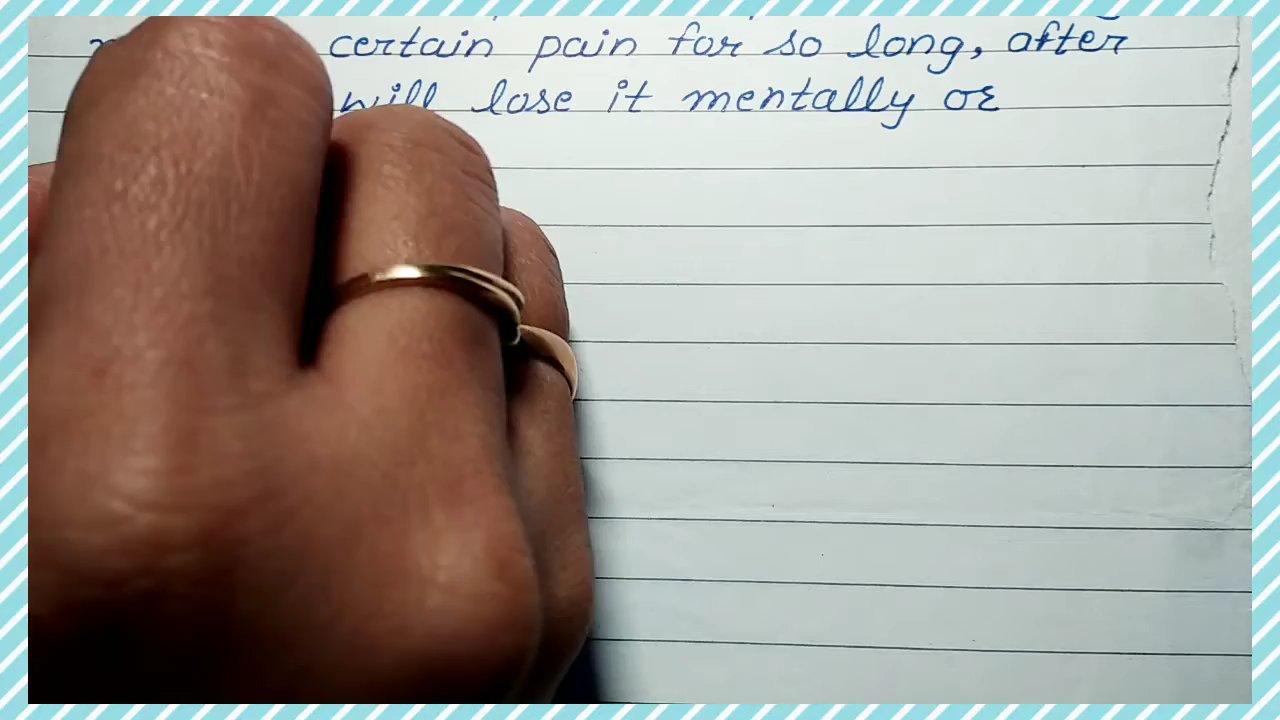 certain pain for so long, after
will lose it mentally or